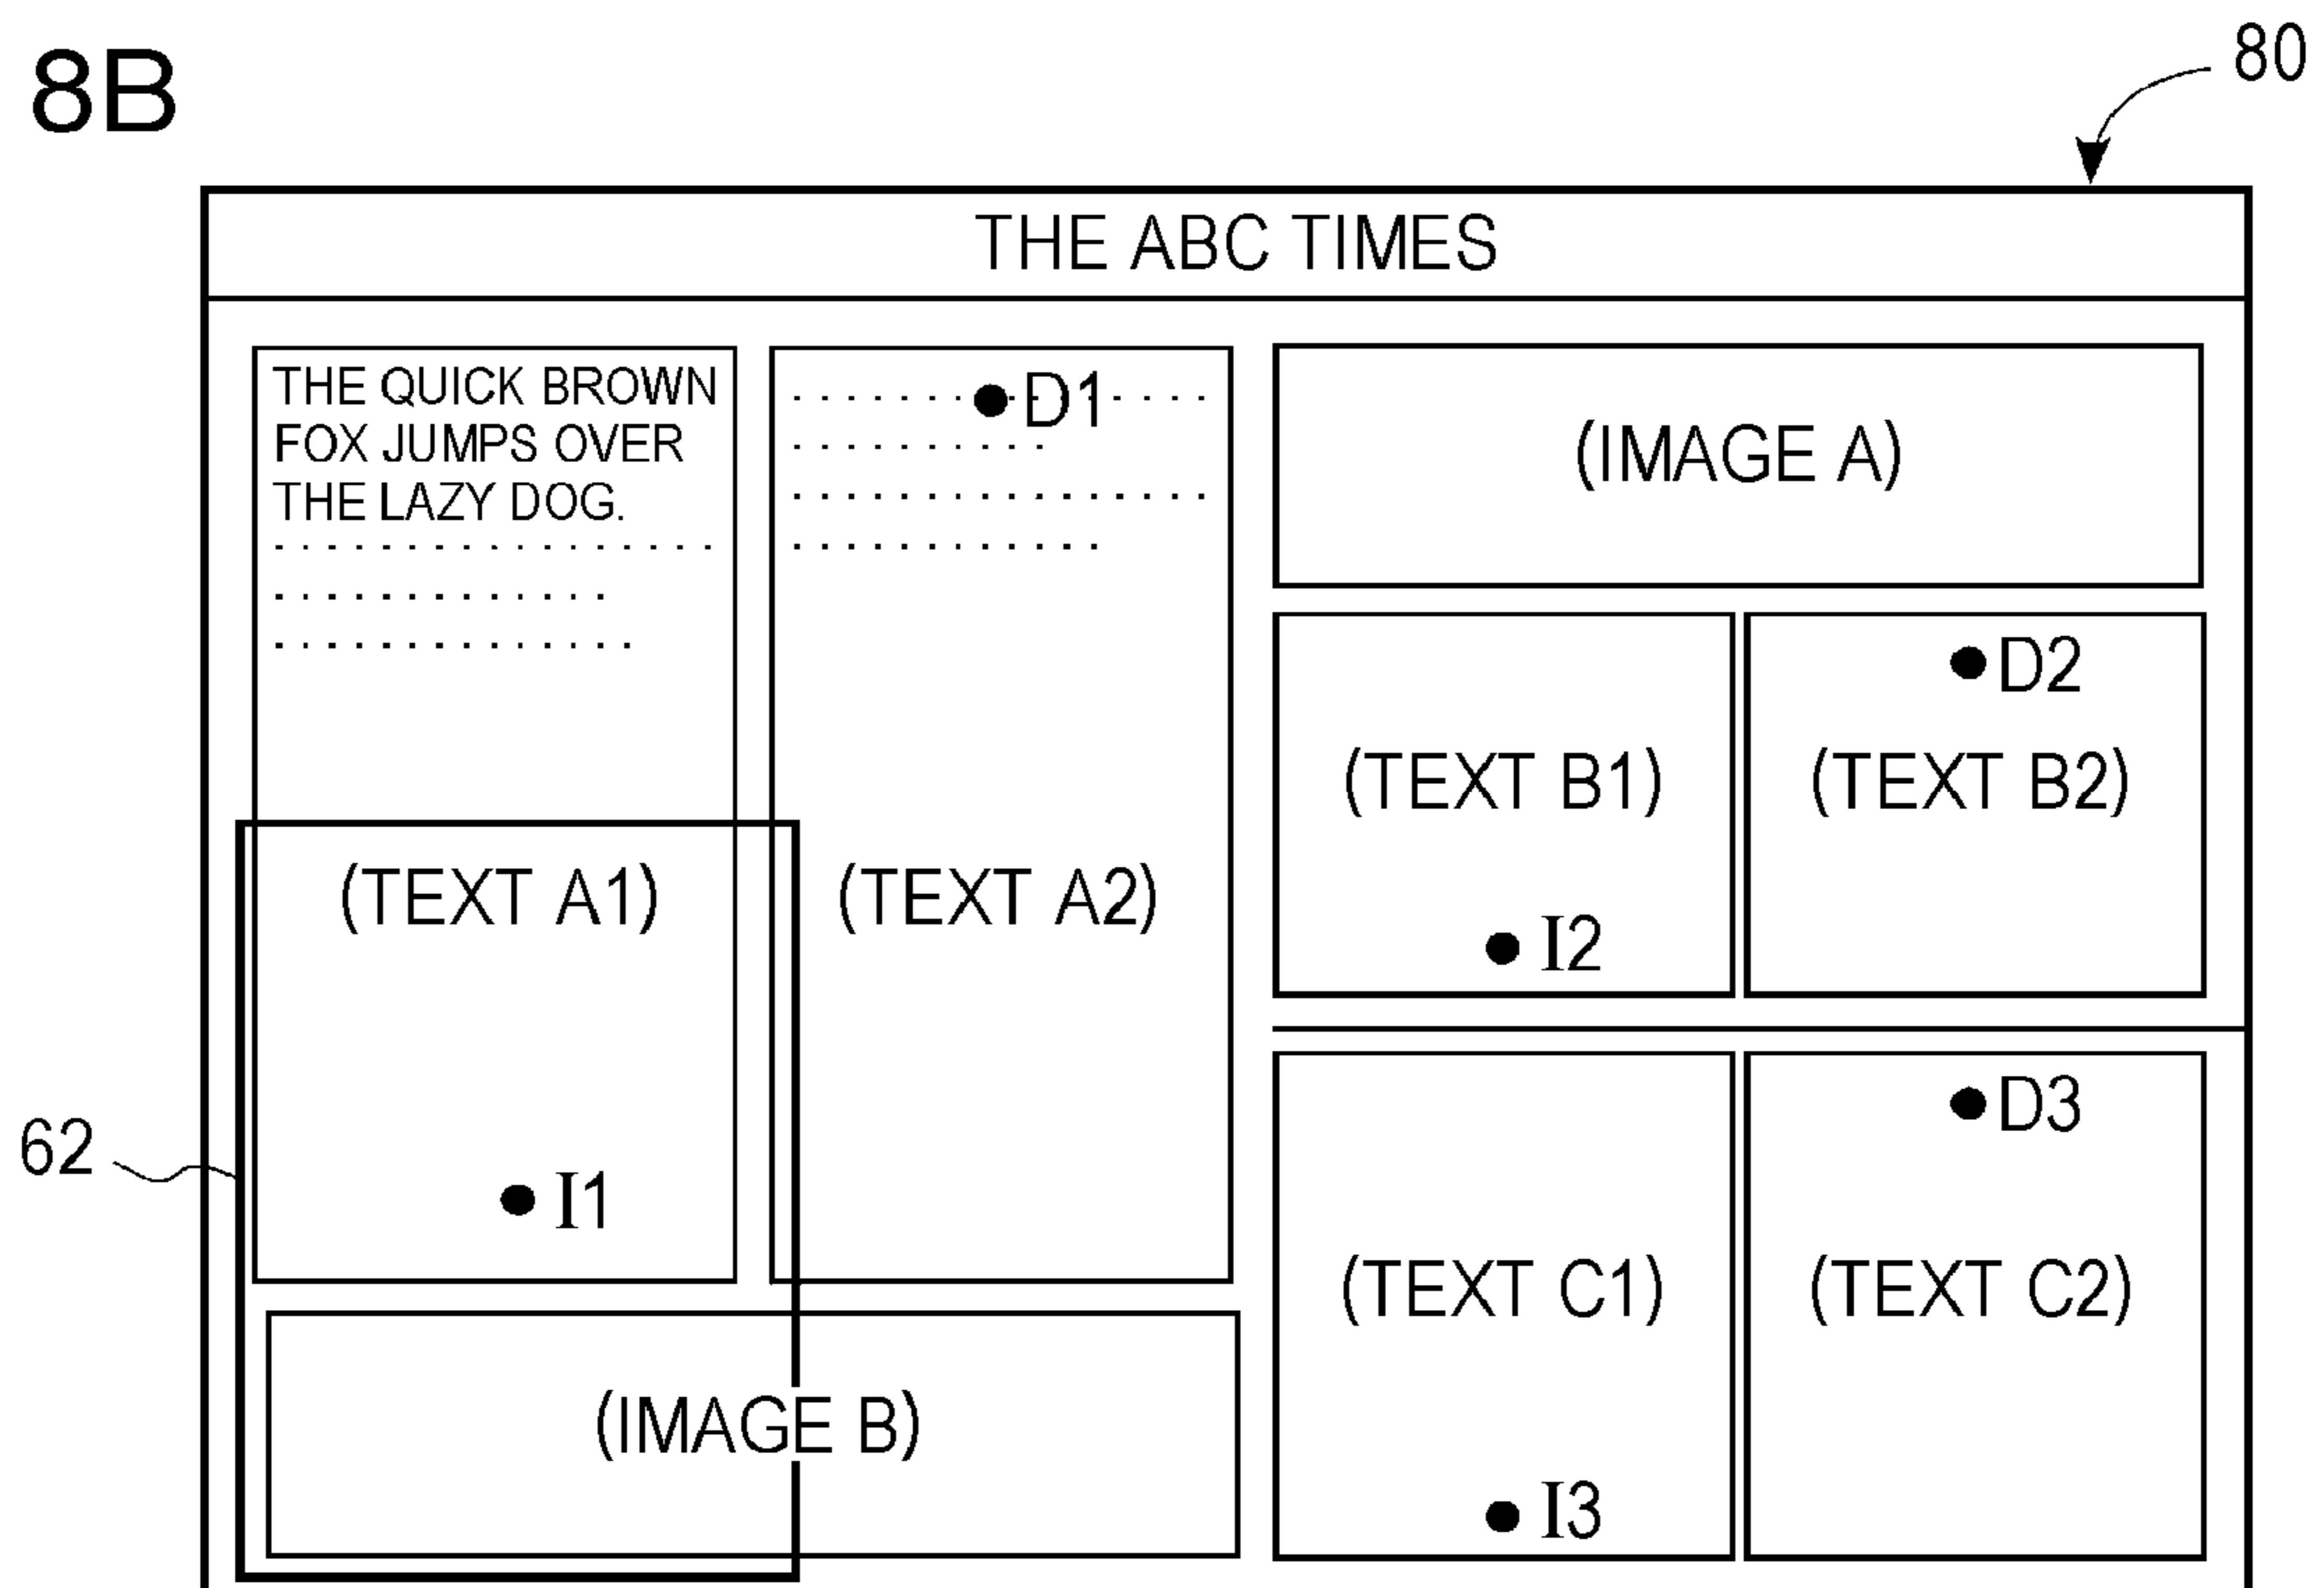 8B
80
THE ABC TIMES
THE QUICK BROWN
FOX JUMPS OVER
THE LAZY DOG.
(TEXT A1)
I1
D1
(TEXT A2)
(IMAGE B)
62
(IMAGE A)
(TEXT B1)
I2
D2
(TEXT B2)
(TEXT C1)
I3
D3
(TEXT C2)